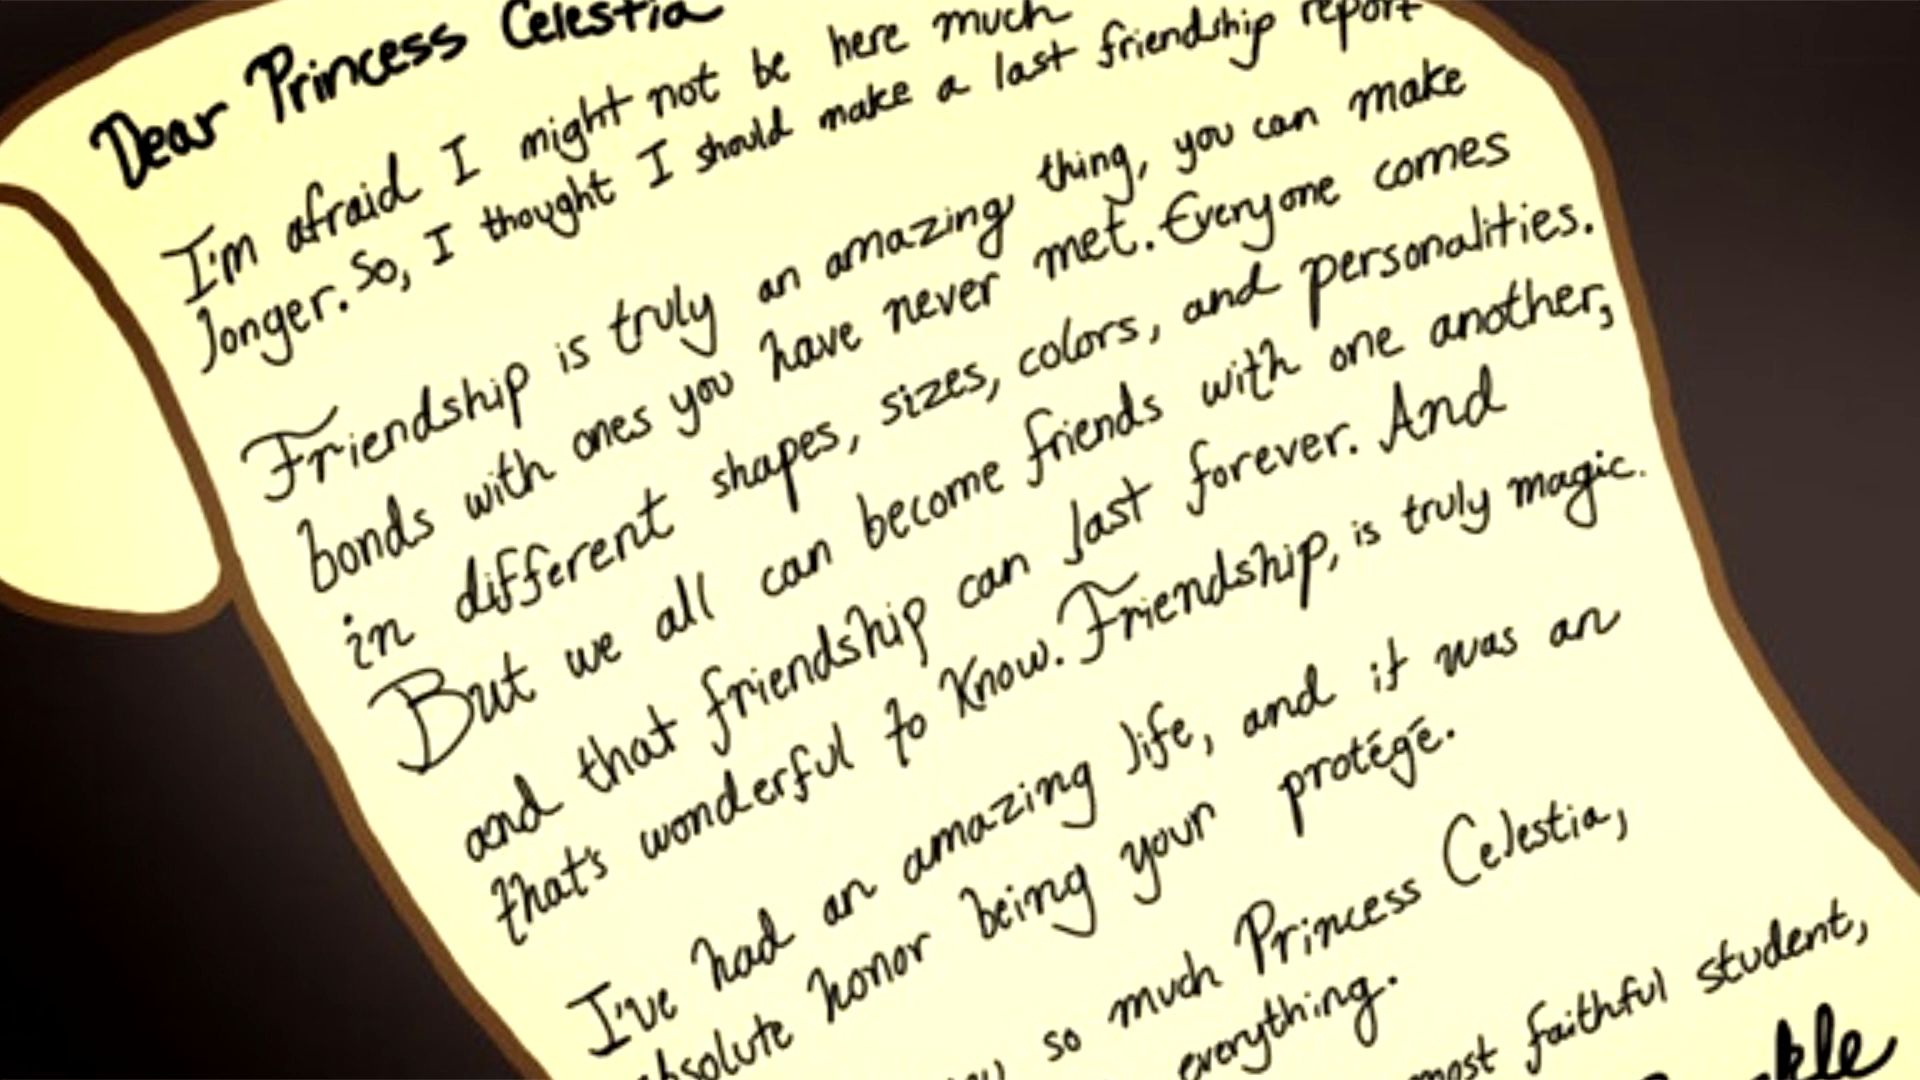 Dear Princess Celestia
I'm afraid I might not be here much
longer. So, I thought I should make a last friendship report
Friendship is truly an amazing thing, you can make
bonds with ones you have never met. Everyone comes
in different shapes, sizes, colors, and personalities.
But we all can become friends with one another,
and that friendship can last forever. And
that's wonderful to know. Friendship, is truly magic.
I've had an amazing life, and it was an
absolute honor being your protégé.
so much Princess Celestia,
everything.
most faithful student,